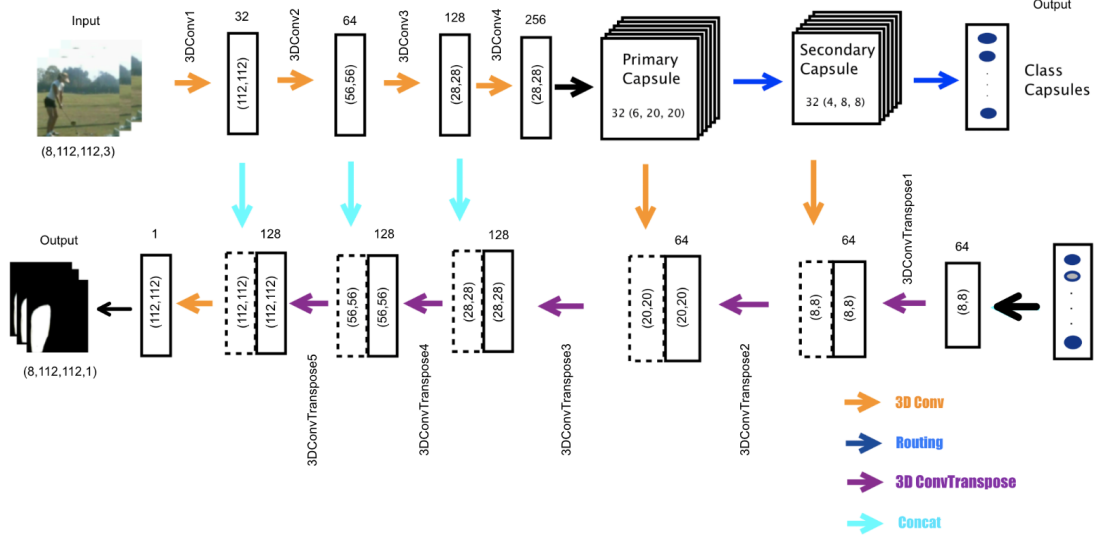 Output
Input
3DConv1
32
3DConv2
64
3DConv3
128
3DConv4
256
(112,112)
(56,56)
(28,28)
(28,28)
Primary
Capsule
32 (6, 20, 20)
Secondary
Capsule
32 (4, 8, 8)
Class
Capsules
(8,112,112,3)
Output
1
128
128
128
64
64
3DConvTranspose1
64
(112,112)
(112,112)
(112,112)
(56,56)
(56,56)
(28,28)
(28,28)
(20,20)
(20,20)
(8,8)
(8,8)
(8,8)
(8,112,112,1)
3DConvTranspose5
3DConvTranspose4
3DConvTranspose3
3DConvTranspose2
3D Conv
Routing
3D ConvTranspose
Concat